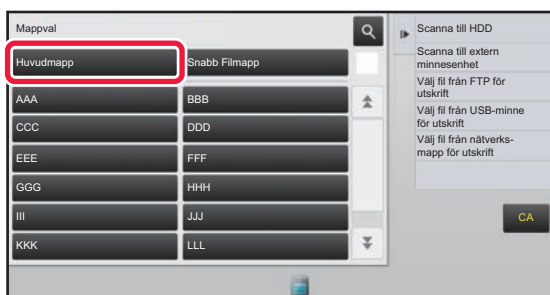 Mappval
Huvudmapp
Snabb Filmapp
AAA
BBB
CCC
DDD
EEE
FFF
GGG
HHH
III
JJJ
KKK
LLL
Scanna till HDD
Scanna till extern
minnesenhet
Välj fil från FTP för
utskrift
Välj fil från USB-minne
för utskrift
Välj fil från nätverks-
mapp för utskrift
CA